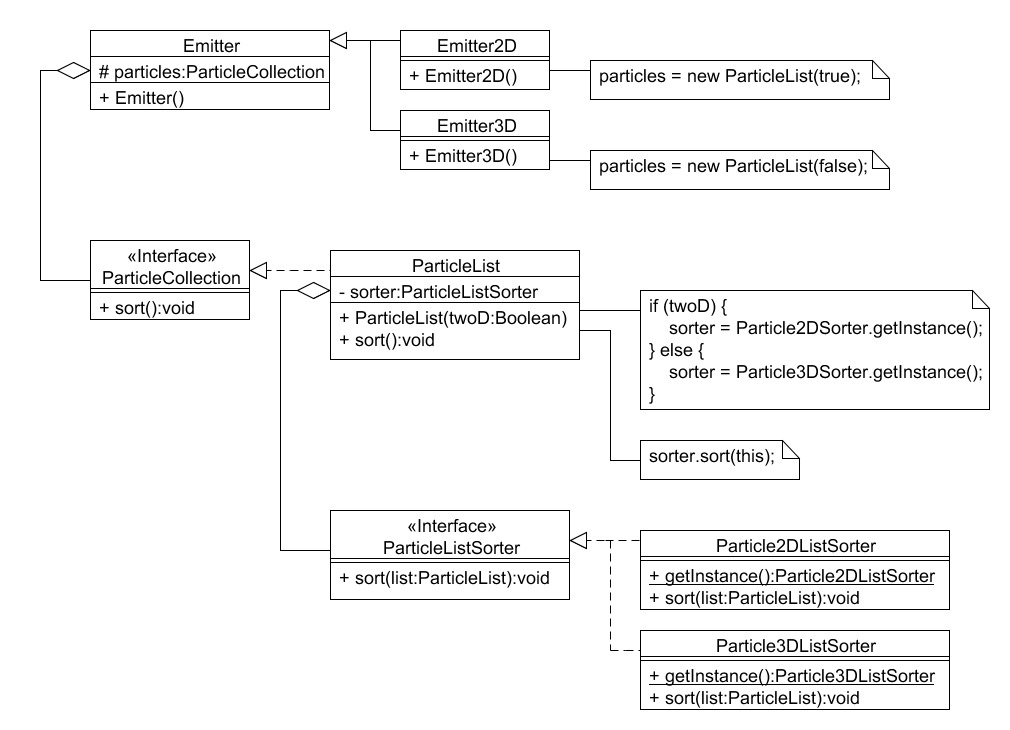 Emitter
# particles:ParticleCollection
+ Emitter()
Emitter2D
+ Emitter2D()
particles = new ParticleList(true);
Emitter3D
+ Emitter3D()
particles = new ParticleList(false);
«Interface»
ParticleCollection
+ sort():void
ParticleList
- sorter:ParticleListSorter
+ ParticleList(twoD:Boolean)
+ sort():void
if (twoD) {
sorter = Particle2DSorter.getInstance();
} else {
sorter = Particle3DSorter.getInstance();
}
sorter.sort(this);
«Interface»
ParticleListSorter
+ sort(list:ParticleList):void
Particle2DListSorter
+ getInstance():Particle2DListSorter
+ sort(list:ParticleList):void
Particle3DListSorter
+ getInstance():Particle3DListSorter
+ sort(list:ParticleList):void